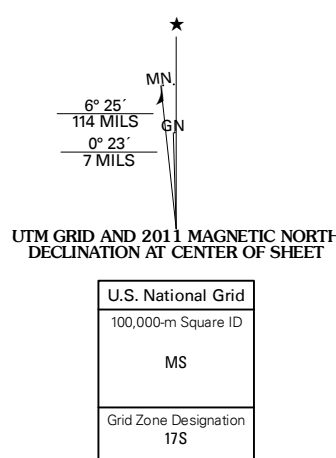 ★
MN
6° 25´
114 MILS
GN
0° 23´
7 MILS
UTM GRID AND 2011 MAGNETIC NORTH
DECLINATION AT CENTER OF SHEET
U.S. National Grid
100,000-m Square ID
MS
Grid Zone Designation
17S